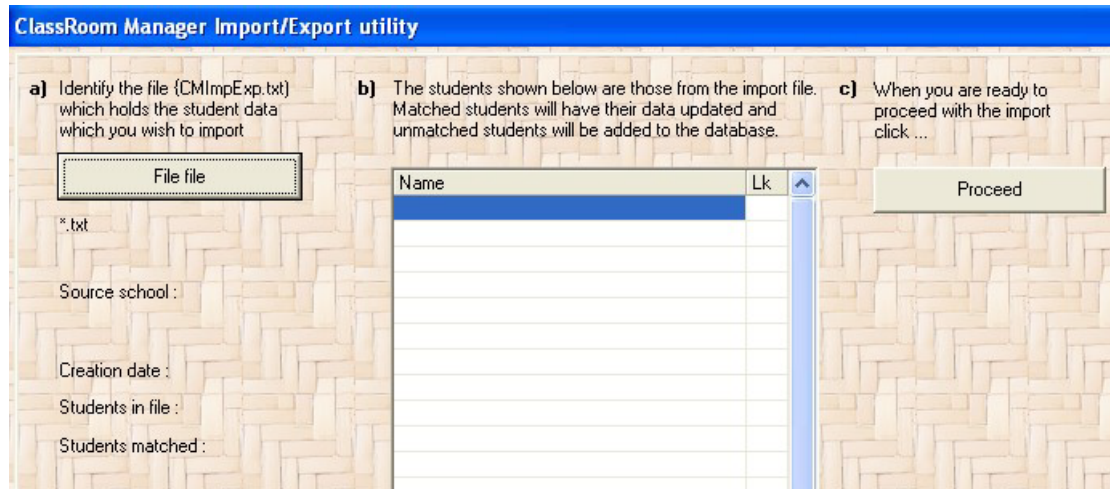 ClassRoom Manager Import/Export utility
a) Identify the file (CMImpExp.txt)
which holds the student data
which you wish to import
File file
*.txt
Source school :
Creation date :
Students in file :
Students matched :
b) The students shown below are those from the import file.
Matched students will have their data updated and
unmatched students will be added to the database.
Name Lk
c) When you are ready to
proceed with the import
click ...
Proceed